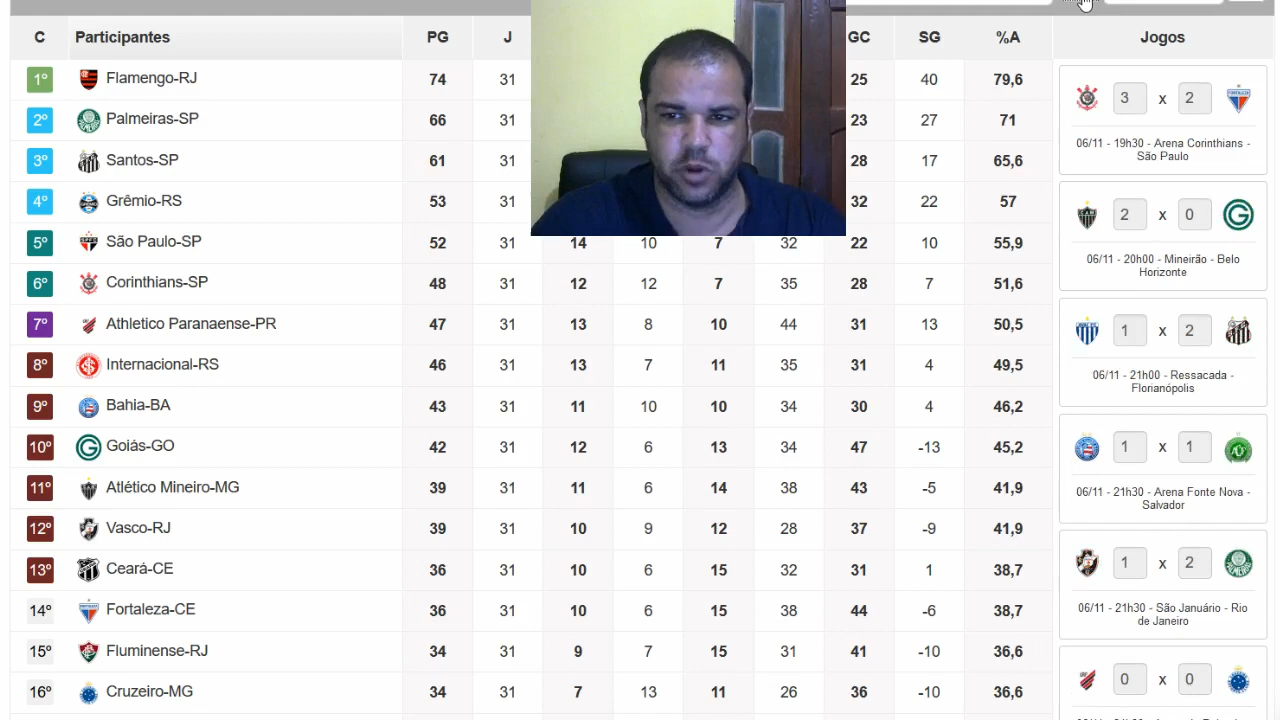 C Participantes PG J GC SG %A Jogos
1º Flamengo-RJ 74 31 25 40 79,6
2º Palmeiras-SP 66 31 23 27 71
3º Santos-SP 61 31 28 17 65,6
4º Grêmio-RS 53 31 32 22 57
5º São Paulo-SP 52 31 14 10 7 32 22 10 55,9
6º Corinthians-SP 48 31 12 12 7 35 28 7 51,6
7º Athletico Paranaense-PR 47 31 13 8 10 44 31 13 50,5
8º Internacional-RS 46 31 13 7 11 35 31 4 49,5
9º Bahia-BA 43 31 11 10 10 34 30 4 46,2
10º Goiás-GO 42 31 12 6 13 34 47 -13 45,2
11º Atlético Mineiro-MG 39 31 11 6 14 38 43 -5 41,9
12º Vasco-RJ 39 31 10 9 12 28 37 -9 41,9
13º Ceará-CE 36 31 10 6 15 32 31 1 38,7
14º Fortaleza-CE 36 31 10 6 15 38 44 -6 38,7
15º Fluminense-RJ 34 31 9 7 15 31 41 -10 36,6
16º Cruzeiro-MG 34 31 7 13 11 26 36 -10 36,6
3 x 2
06/11 - 19h30 - Arena Corinthians -
São Paulo
2 x 0
06/11 - 20h00 - Mineirão - Belo
Horizonte
1 x 2
06/11 - 21h00 - Ressacada -
Florianópolis
1 x 1
06/11 - 21h30 - Arena Fonte Nova -
Salvador
1 x 2
06/11 - 21h30 - São Januário - Rio
de Janeiro
0 x 0